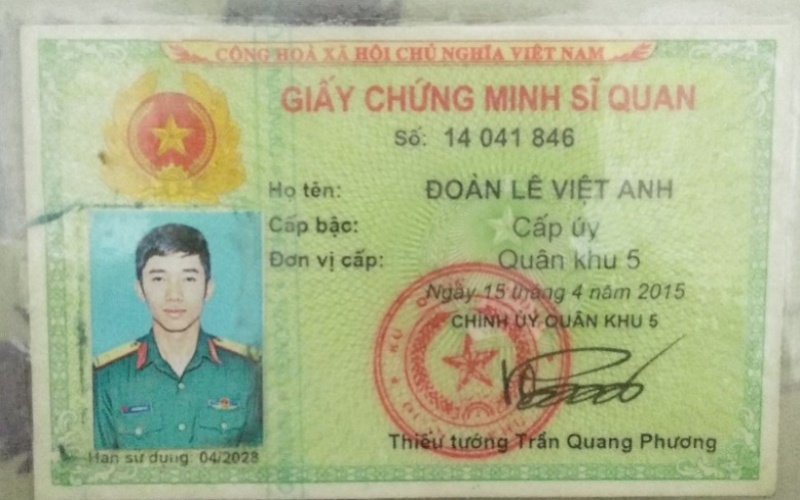 CỘNG HOÀ XÃ HỘI CHỦ NGHĨA VIỆT NAM
GIẤY CHỨNG MINH SĨ QUAN
Số: 14 041 846
Họ tên: ĐOÀN LÊ VIỆT ANH
Cấp bậc: Cấp úy
Đơn vị cấp: Quân khu 5
Ngày 15 tháng 4 năm 2015
CHÍNH ỦY QUÂN KHU 5
Thiếu tướng Trần Quang Phương
Hạn sử dụng: 04/2028